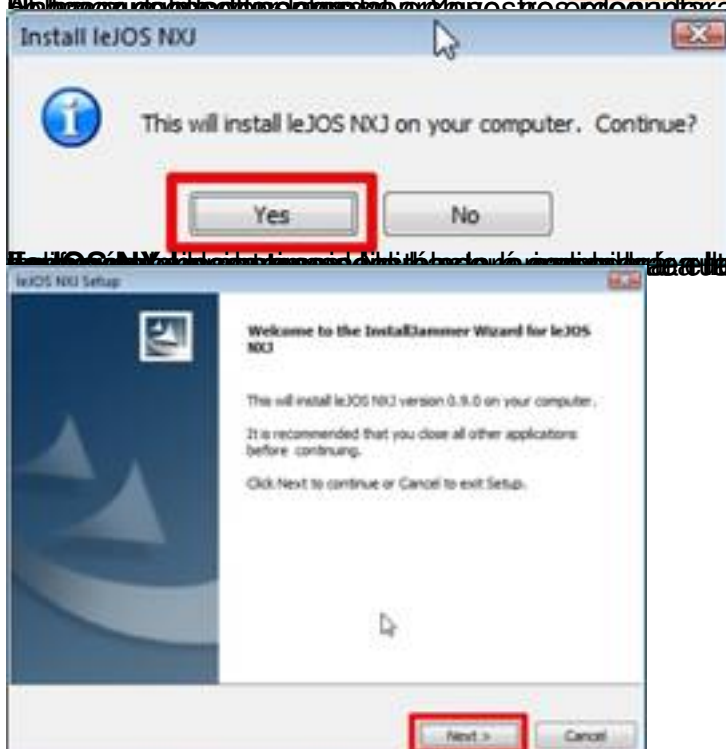 Install leJOS NXJ
This will install leJOS NXJ on your computer. Continue?
Yes No
leJOS NXJ Setup
Welcome to the InstallJammer Wizard for leJOS
NXJ
This will install leJOS NXJ version 0.9.0 on your computer.
It is recommended that you close all other applications
before continuing.
Click Next to continue or Cancel to exit Setup.
Next > Cancel